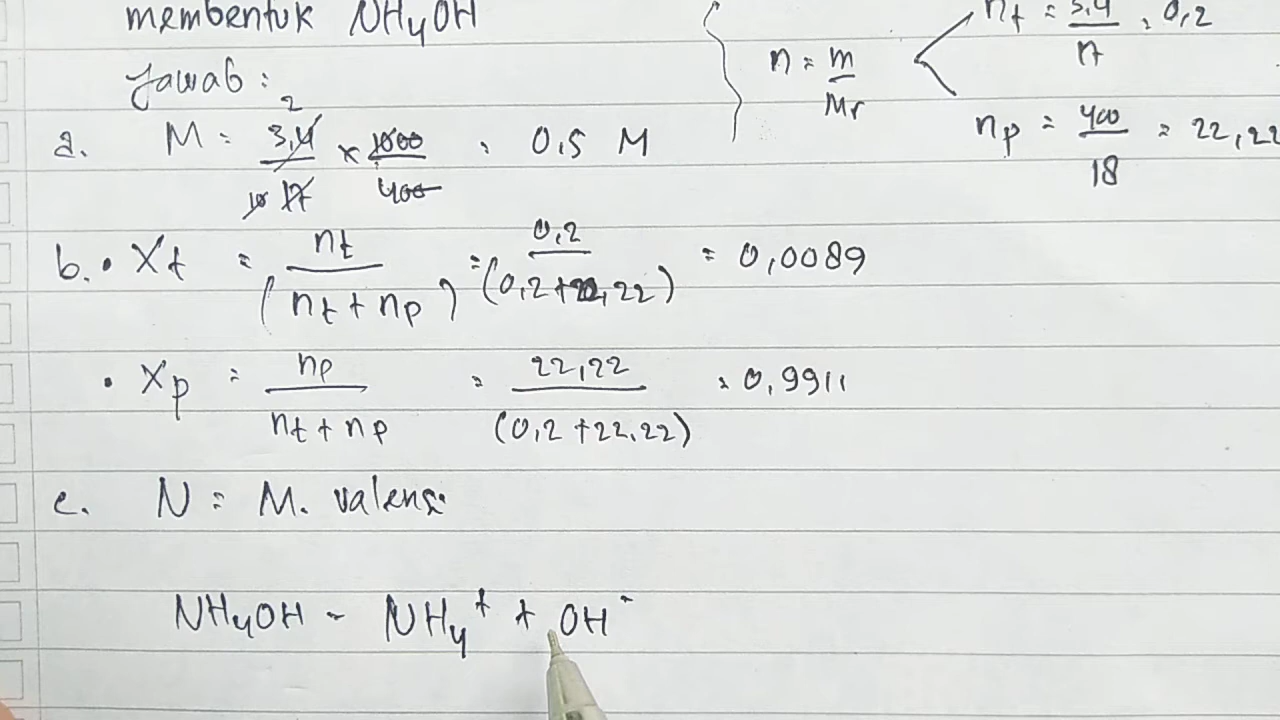 membentuk NH4OH
Jawab :
a. M = 3,4/17 × 1000/400 = 0,5 M
n = m/Mr
nt = 3,4/17 = 0,2
np = 400/18 = 22,22
b. • Xt = nt/(nt + np) = 0,2/(0,2+22,22) = 0,0089
• Xp = np/nt + np = 22,22/(0,2 + 22,22) = 0,9911
c. N = M. valensi
NH4OH - NH4+ + OH-